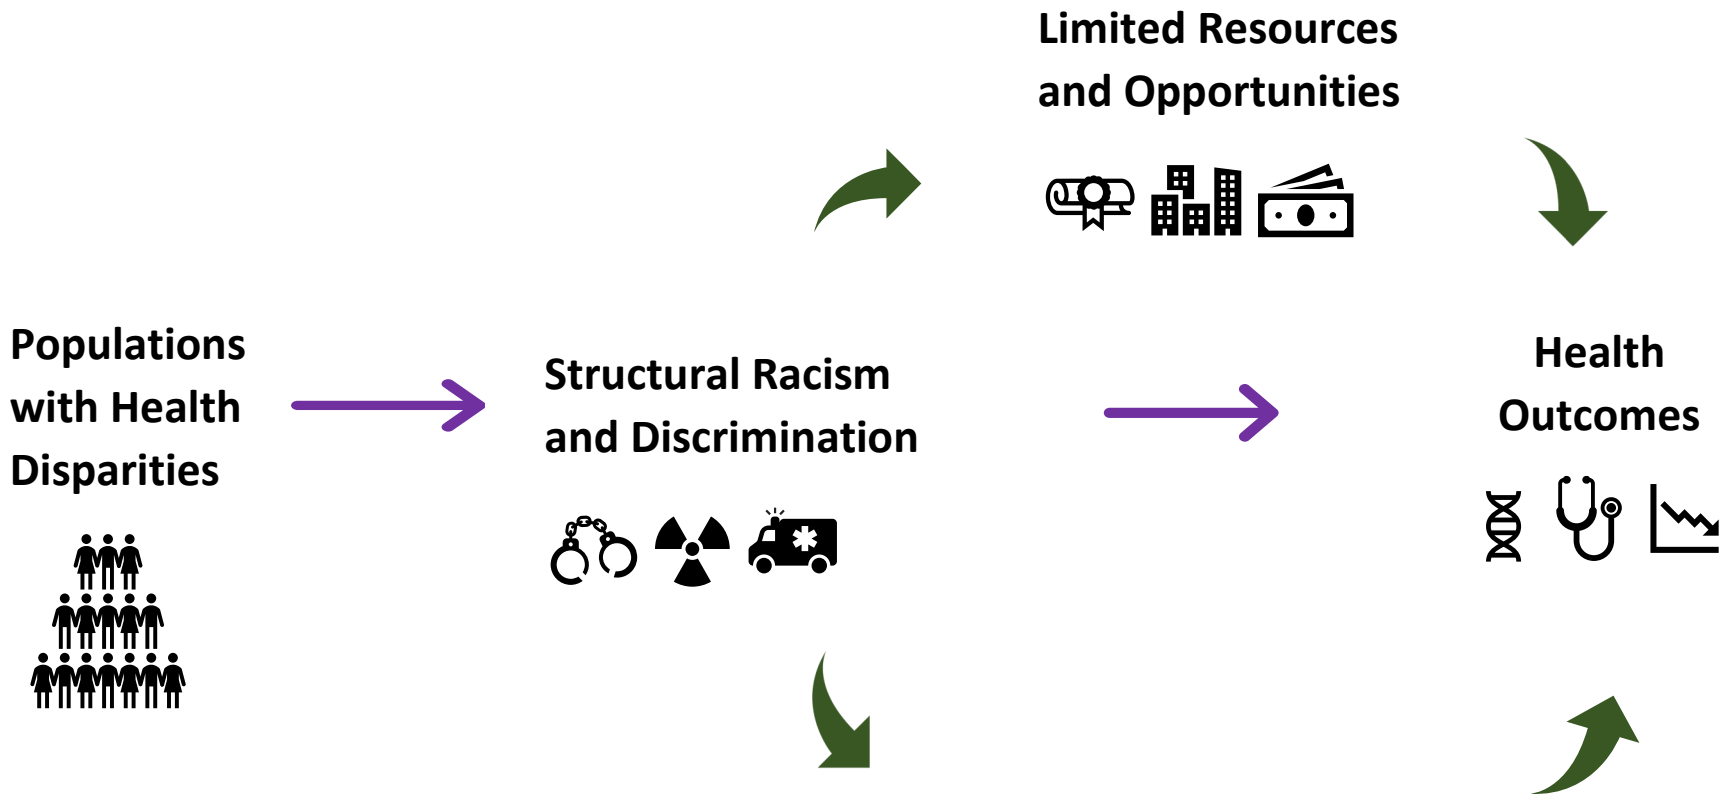 Limited Resources
and Opportunities
Populations
with Health
Disparities
Structural Racism
and Discrimination
Health
Outcomes